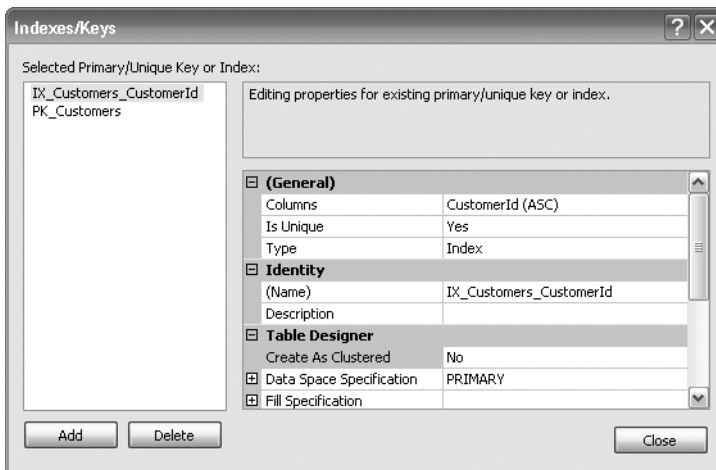 Indexes/Keys
Selected Primary/Unique Key or Index:
IX_Customers_CustomerId
PK_Customers
Editing properties for existing primary/unique key or index.
(General)
Columns CustomerId (ASC)
Is Unique Yes
Type Index
Identity
(Name) IX_Customers_CustomerId
Description
Table Designer
Create As Clustered No
Data Space Specification PRIMARY
Fill Specification
Add Delete
Close